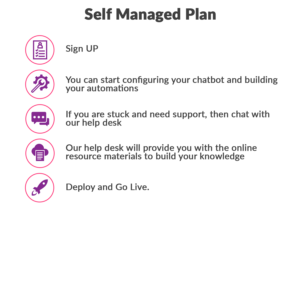 Self Managed Plan
Sign UP
You can start configuring your chatbot and building
your automations
If you are stuck and need support, then chat with
our help desk
Our help desk will provide you with the online
resource materials to build your knowledge
Deploy and Go Live.